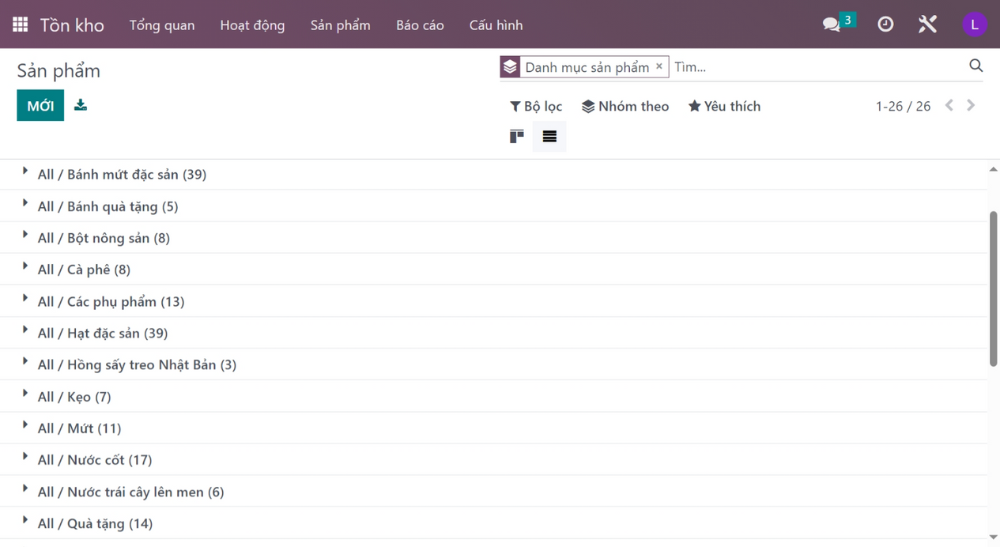 Tồn kho Tổng quan Hoạt động Sản phẩm Báo cáo Cấu hình 3 L
Sản phẩm
Danh mục sản phẩm × Tìm...
MỚI
Bộ lọc Nhóm theo Yêu thích 1-26 / 26
All / Bánh mứt đặc sản (39)
All / Bánh quà tặng (5)
All / Bột nông sản (8)
All / Cà phê (8)
All / Các phụ phẩm (13)
All / Hạt đặc sản (39)
All / Hồng sấy treo Nhật Bản (3)
All / Kẹo (7)
All / Mứt (11)
All / Nước cốt (17)
All / Nước trái cây lên men (6)
All / Quà tặng (14)